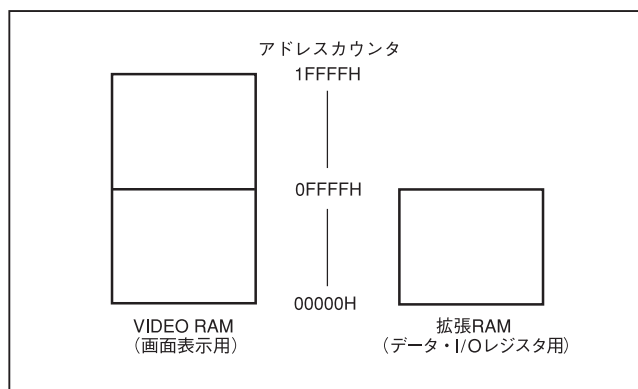 アドレスカウンタ
1FFFFH
0FFFFH
00000H
VIDEO RAM
（画面表示用）
拡張RAM
（データ・I/Oレジスタ用）